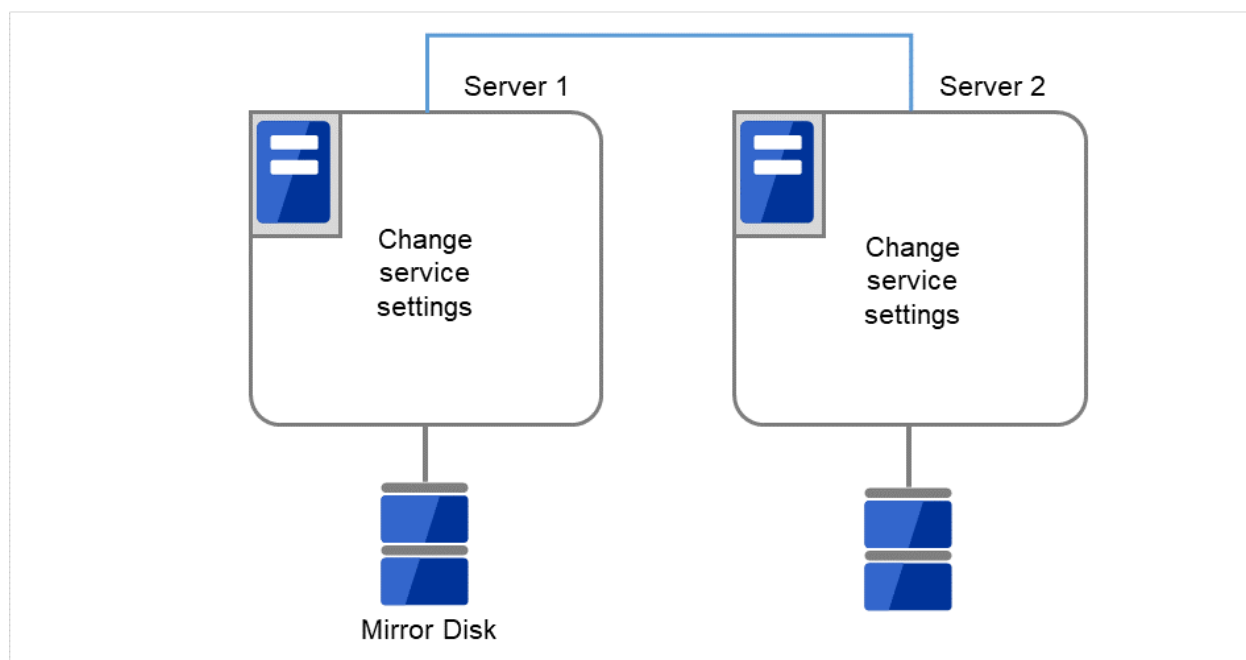 Server 1
Server 2
Change
service
settings
Change
service
settings
Mirror Disk